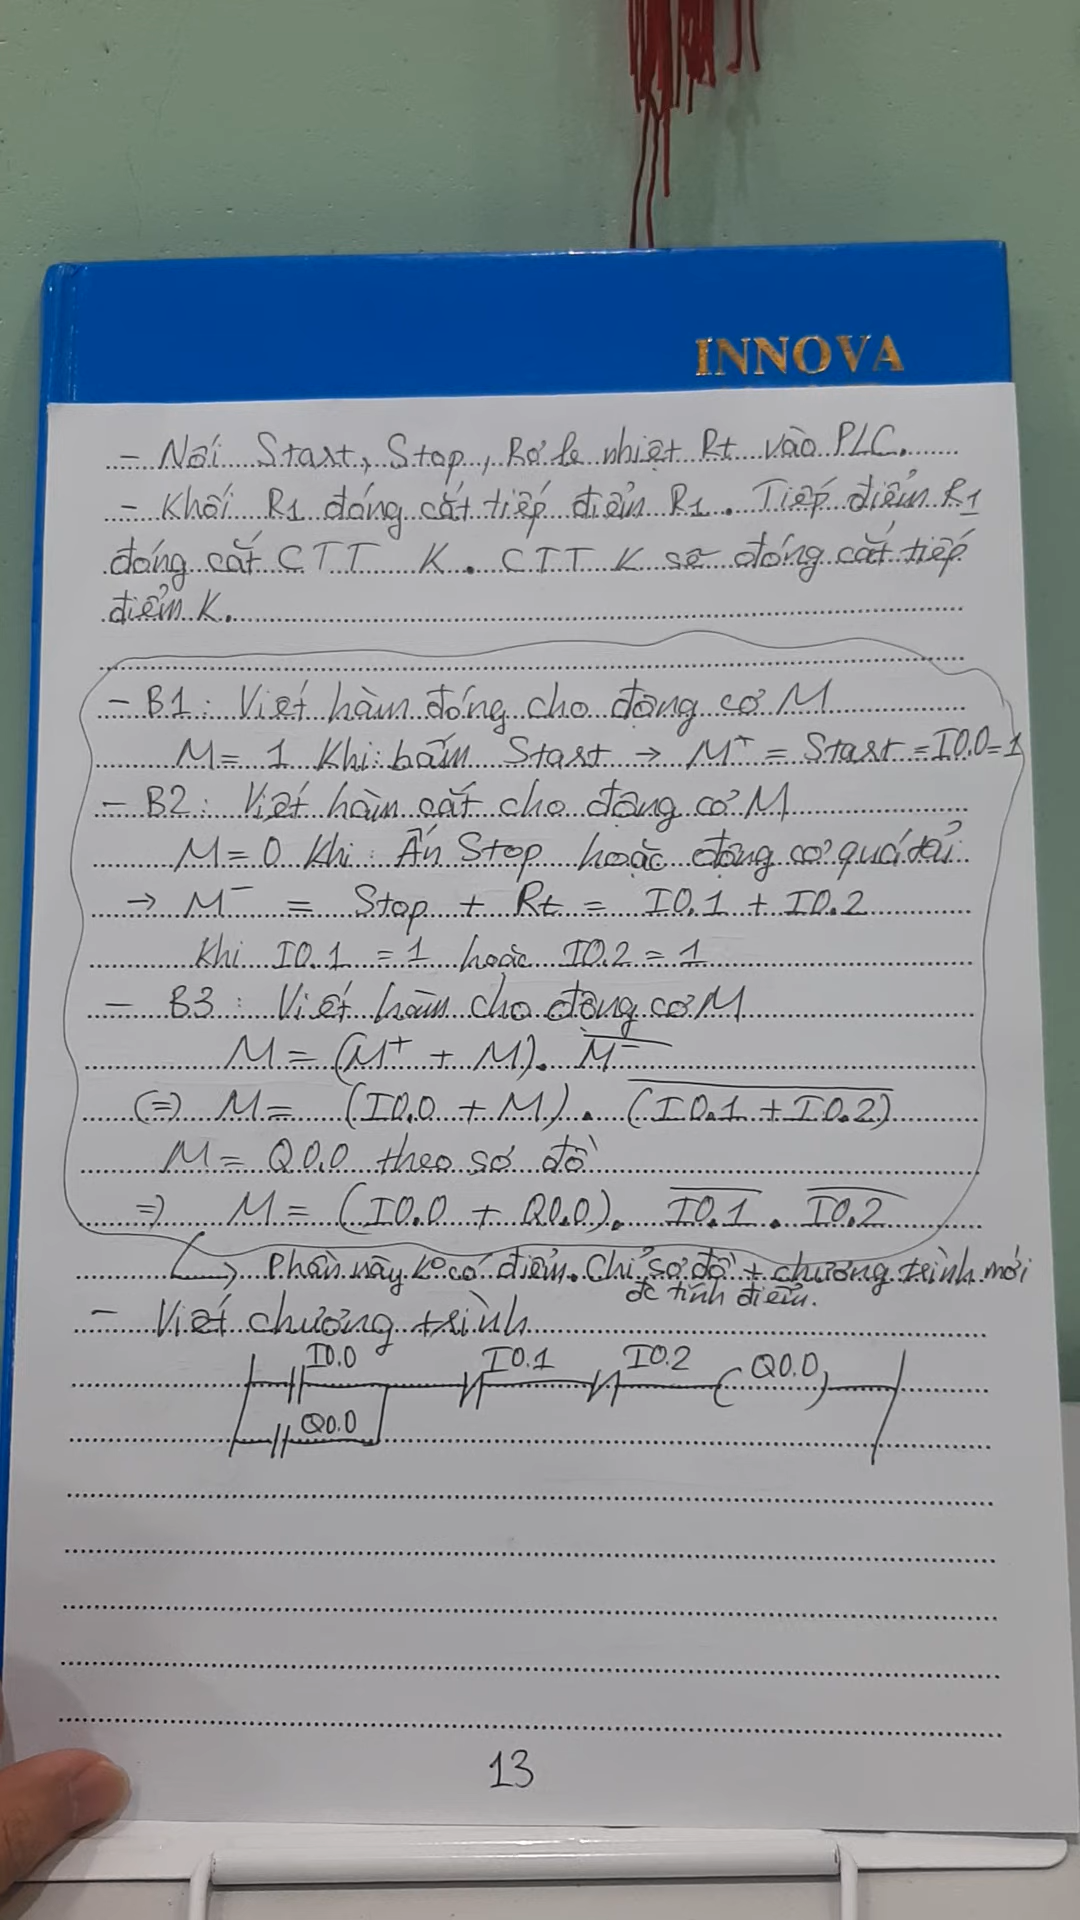 INNOVA
- Nối Start, Stop, Rơ le nhiệt Rt vào PLC.
- Khối R1 đóng cắt tiếp điểm R1. Tiếp điểm R1
đóng cắt CTT K. CTT K sẽ đóng cắt tiếp
điểm K.
- B1: Viết hàm đóng cho động cơ M
M = 1 Khi: bấm Start → M⁺ = Start = I0.0 = 1
- B2: Viết hàm cắt cho động cơ M
M = 0 Khi: Ấn Stop hoặc động cơ quá tải
→ M⁻ = Stop + Rt = I0.1 + I0.2
Khi I0.1 = 1 hoặc I0.2 = 1
- B3: Viết hàm cho động cơ M
M = (M⁺ + M). M̅⁻
(=) M = (I0.0 + M). \overline{(I0.1 + I0.2)}
M = Q0.0 theo sơ đồ
=) M = (I0.0 + Q0.0). \overline{I0.1} . \overline{I0.2}
↳ Phần này ko có điểm. Chỉ sơ đồ + chương trình mới
đc tính điểm.
- Viết chương trình
I0.0 I0.1 I0.2 Q0.0
Q0.0
13